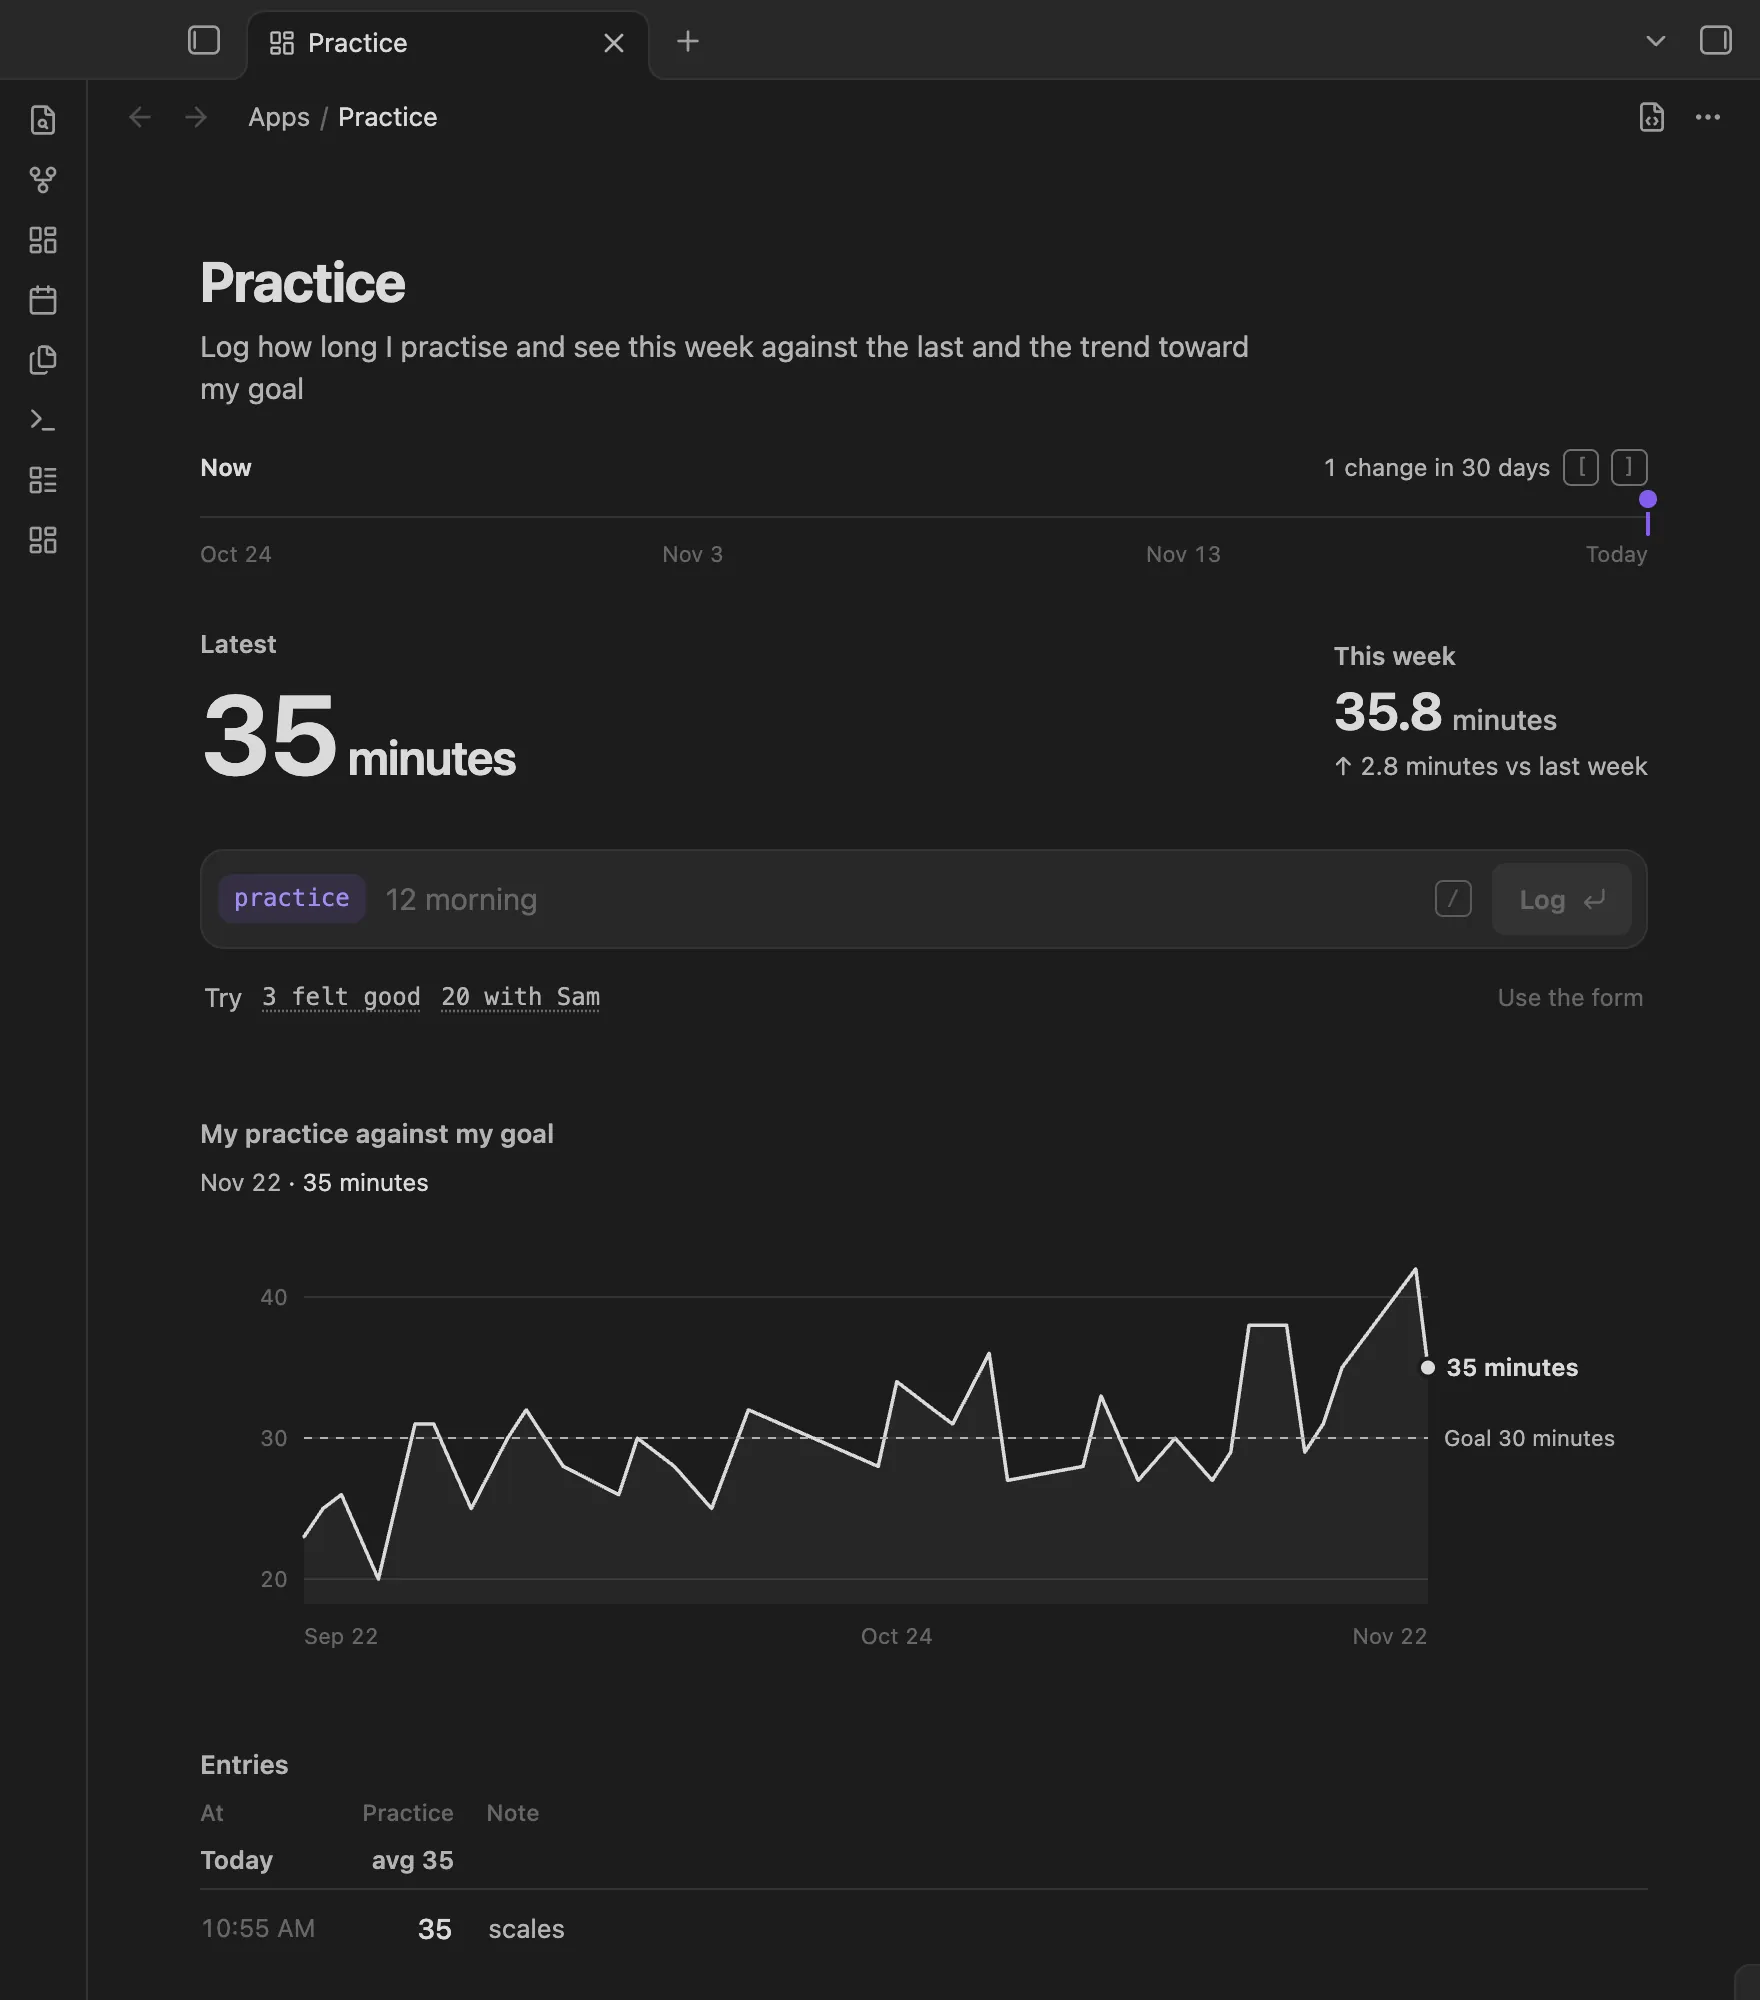 Practice
Apps / Practice
Practice
Log how long I practise and see this week against the last and the trend toward
my goal
Now
1 change in 30 days [ ]
Oct 24 Nov 3 Nov 13 Today
Latest
35 minutes
This week
35.8 minutes
↑ 2.8 minutes vs last week
practice 12 morning / Log
Try 3 felt good 20 with Sam Use the form
My practice against my goal
Nov 22 · 35 minutes
40
35 minutes
30 Goal 30 minutes
20
Sep 22 Oct 24 Nov 22
Entries
At Practice Note
Today avg 35
10:55 AM 35 scales